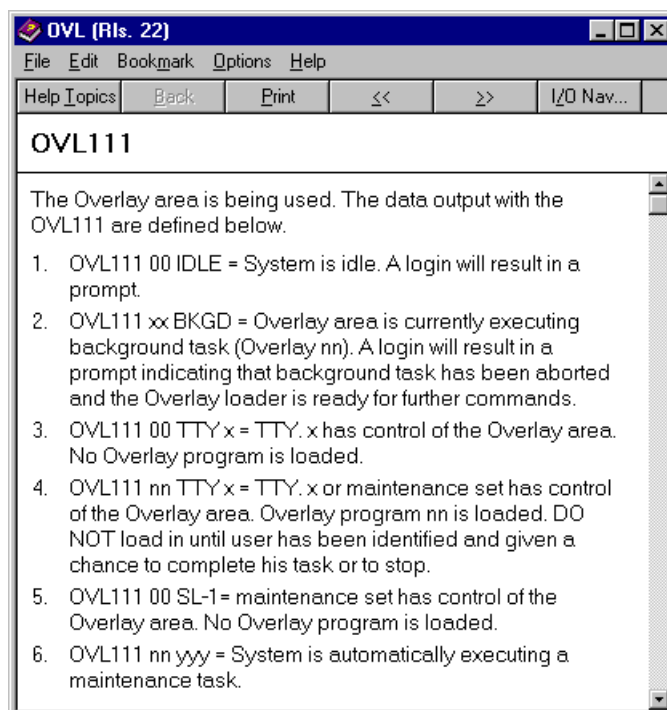 OVL (Rls. 22)
File Edit Bookmark Options Help
Help Topics Back Print << >> I/O Nav...
OVL111
The Overlay area is being used. The data output with the
OVL111 are defined below.
1. OVL111 00 IDLE = System is idle. A login will result in a
prompt.
2. OVL111 xx BKGD = Overlay area is currently executing
background task (Overlay nn). A login will result in a
prompt indicating that background task has been aborted
and the Overlay loader is ready for further commands.
3. OVL111 00 TTY x = TTY. x has control of the Overlay area.
No Overlay program is loaded.
4. OVL111 nn TTY x = TTY. x or maintenance set has control
of the Overlay area. Overlay program nn is loaded. DO
NOT load in until user has been identified and given a
chance to complete his task or to stop.
5. OVL111 00 SL-1= maintenance set has control of the
Overlay area. No Overlay program is loaded.
6. OVL111 nn yyy = System is automatically executing a
maintenance task.